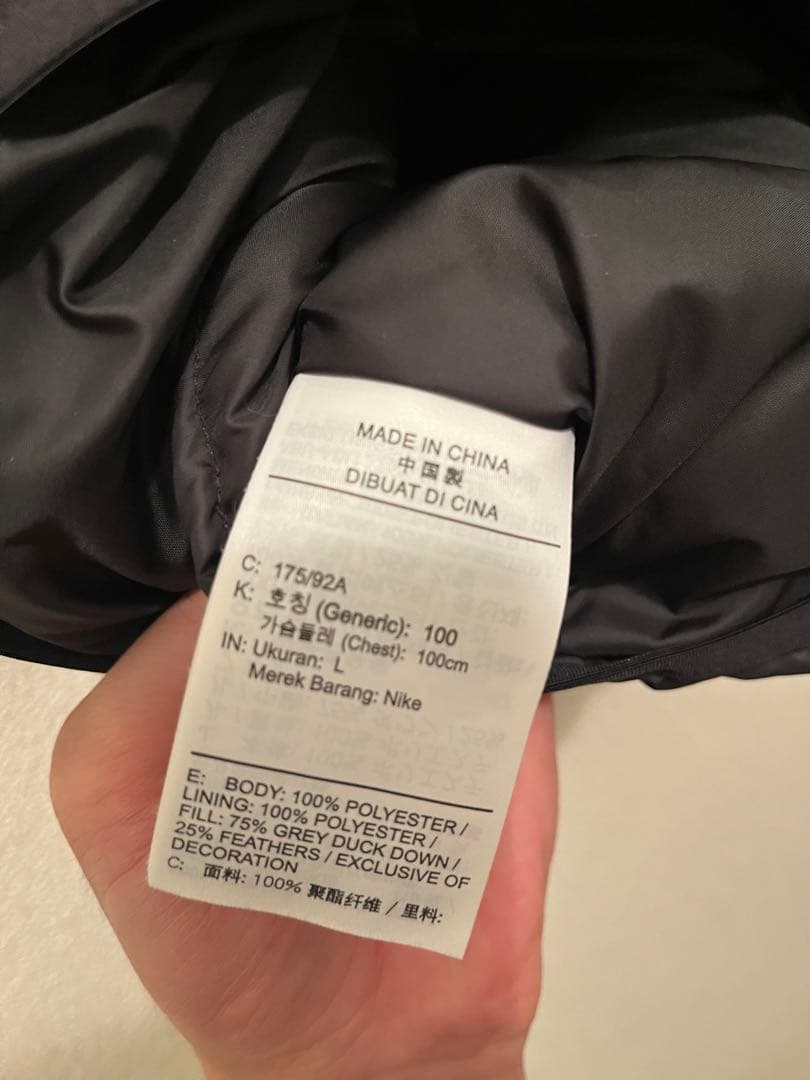 MADE IN CHINA
中国製
DIBUAT DI CINA
C: 175/92A
K: 호칭 (Generic): 100
가슴둘레 (Chest): 100cm
IN: Ukuran: L
Merek Barang: Nike
E: BODY: 100% POLYESTER /
LINING: 100% POLYESTER /
FILL: 75% GREY DUCK DOWN /
25% FEATHERS / EXCLUSIVE OF
DECORATION
C: 面料: 100% 聚酯纤维 / 里料: